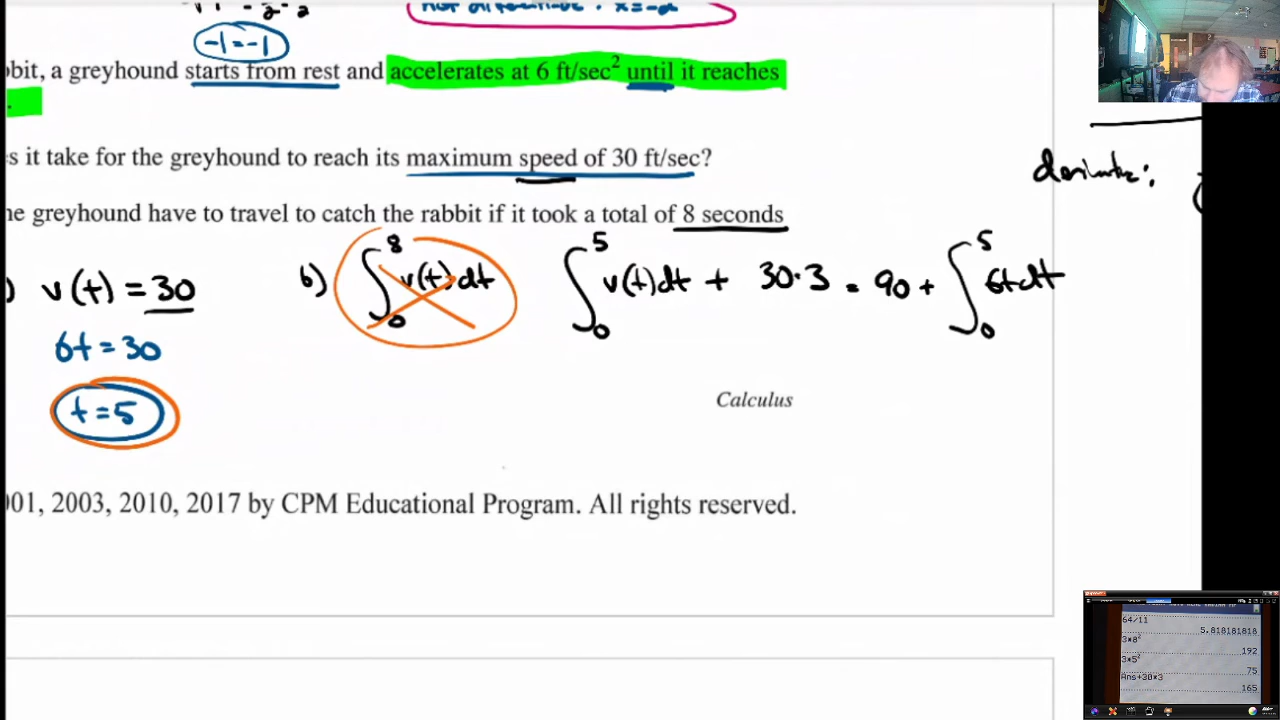 -1=-1
bit, a greyhound starts from rest and accelerates at 6 ft/sec² until it reaches
s it take for the greyhound to reach its maximum speed of 30 ft/sec?
derivative:
he greyhound have to travel to catch the rabbit if it took a total of 8 seconds
) v(t) = 30
b) ∫₀⁸ v(t)dt ∫₀⁵ v(t)dt + 30·3 = 90 + ∫₀⁵ 6t dt
6t = 30
t = 5
Calculus
001, 2003, 2010, 2017 by CPM Educational Program. All rights reserved.
64/11
5.818181818
3*8²
192
3*5²
75
Ans+30*3
165